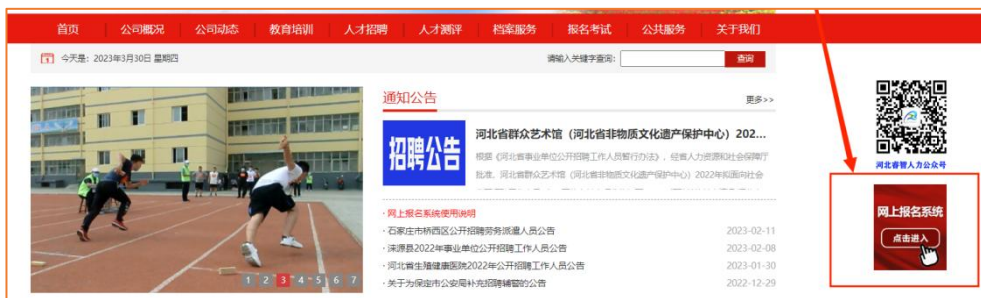 首页 公司概况 公司动态 教育培训 人才招聘 人才测评 档案服务 报名考试 公共服务 关于我们
今天是：2023年3月30日 星期四 请输入关键字查询： 查询
通知公告 更多>>
招聘公告
河北省群众艺术馆（河北省非物质文化遗产保护中心）202...
根据《河北省事业单位公开招聘工作人员暂行办法》，经省人力资源和社会保障厅
批准，河北省群众艺术馆（河北省非物质文化遗产保护中心）2022年拟面向社会
·网上报名系统使用说明
·石家庄市桥西区公开招聘劳务派遣人员公告 2023-02-11
·涞源县2022年事业单位公开招聘工作人员公告 2023-02-08
·河北省生殖健康医院2022年公开招聘工作人员公告 2023-01-30
·关于为保定市公安局补充招聘辅警的公告 2022-12-29
1 2 3 4 5 6 7
河北睿智人力公众号
网上报名系统
点击进入